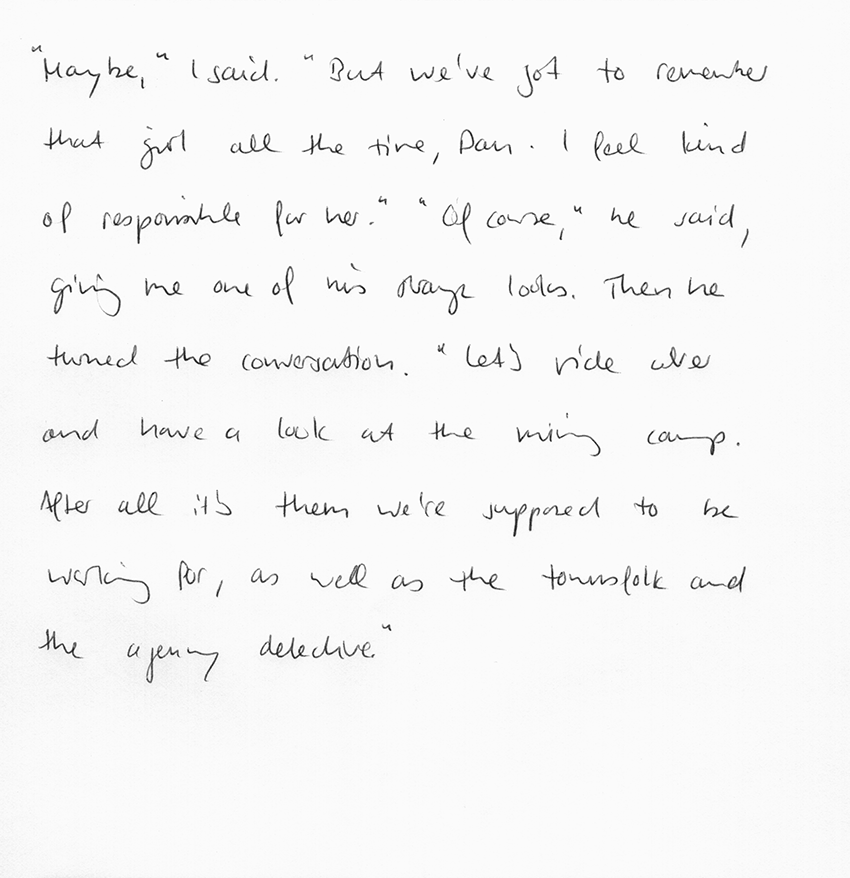 "Maybe," I said. "But we've got to remember
that girl all the time, Dan. I feel kind
of responsible for her." "Of course," he said,
giving me one of his strange looks. Then he
turned the conversation. "Let's ride over
and have a look at the mining camp.
After all it's them we're supposed to be
working for, as well as the townsfolk and
the agency detective."